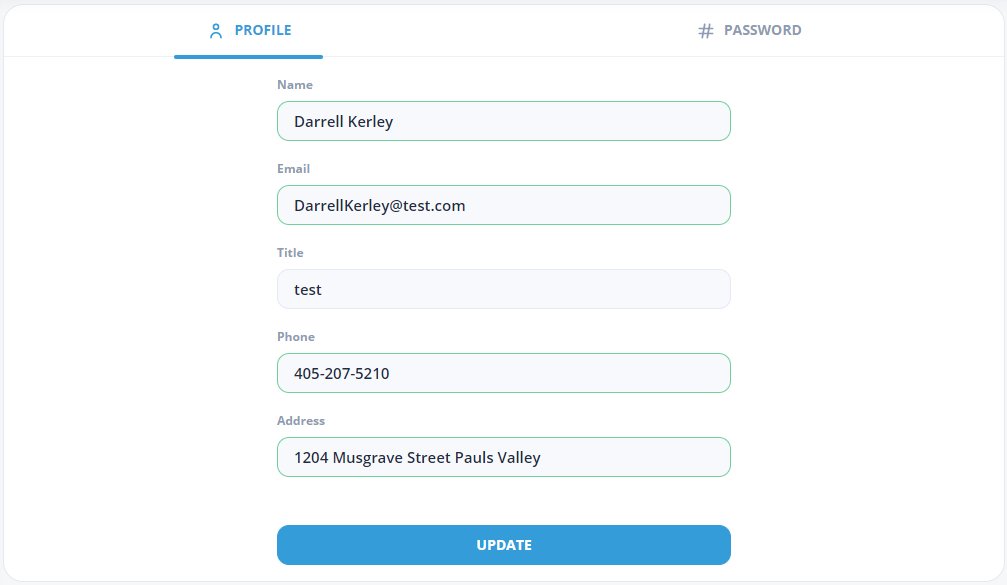 PROFILE
# PASSWORD
Name
Darrell Kerley
Email
DarrellKerley@test.com
Title
test
Phone
405-207-5210
Address
1204 Musgrave Street Pauls Valley
UPDATE